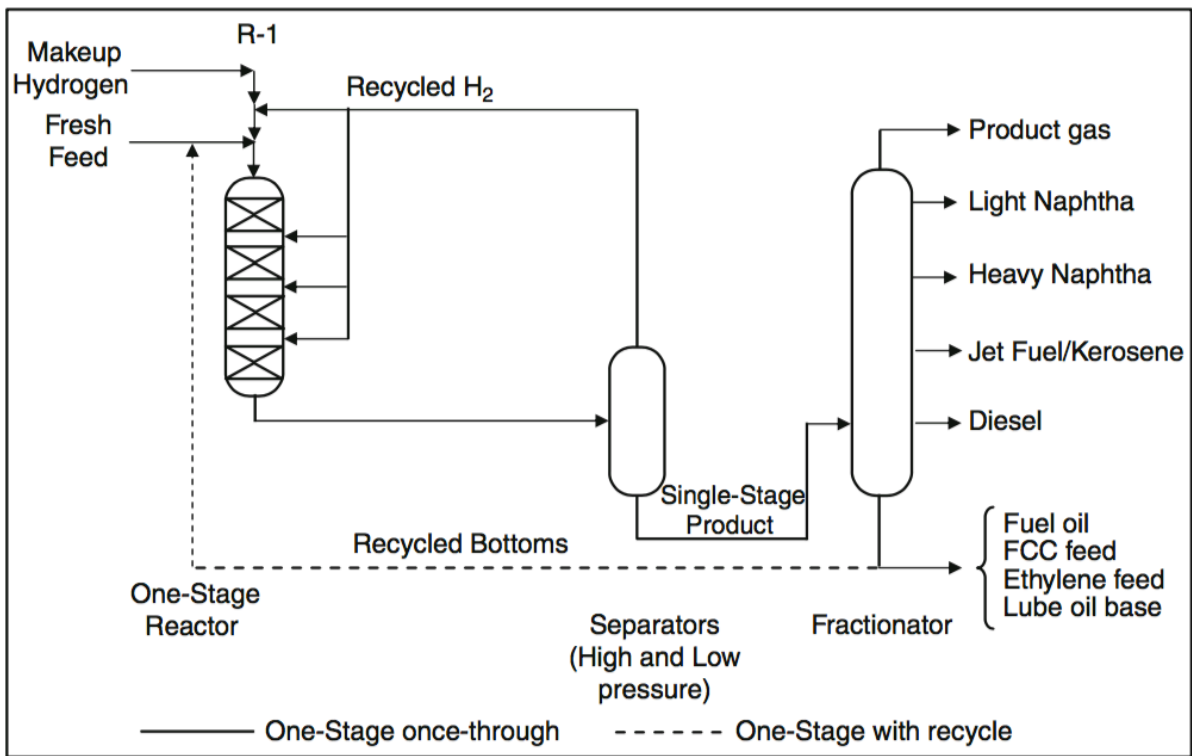 R-1
Makeup
Hydrogen
Recycled H₂
Fresh
Feed
Product gas
Light Naphtha
Heavy Naphtha
Jet Fuel/Kerosene
Diesel
Single-Stage
Product
Recycled Bottoms
Fuel oil
FCC feed
Ethylene feed
Lube oil base
One-Stage
Reactor
Separators
(High and Low
pressure)
Fractionator
One-Stage once-through
One-Stage with recycle